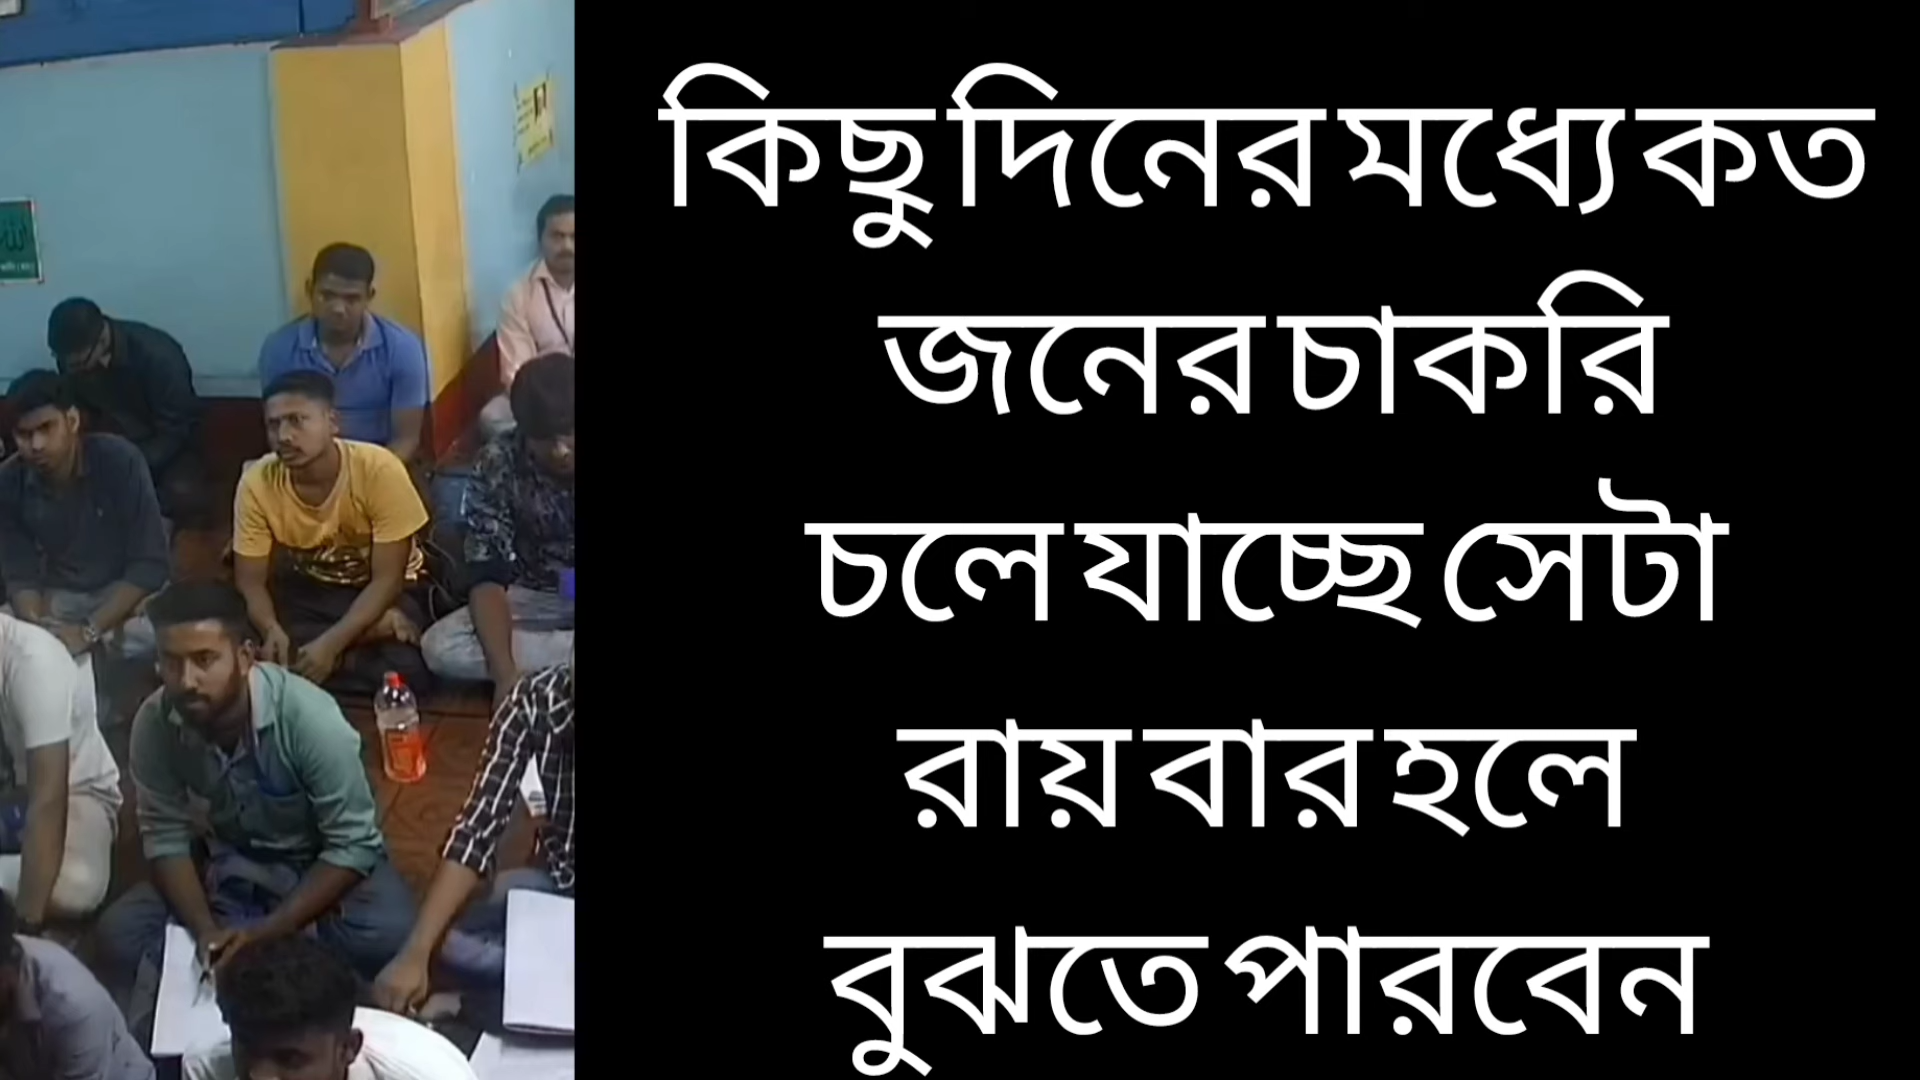 কিছু দিনের মধ্যে কত
জনের চাকরি
চলে যাচ্ছে সেটা
রায় বার হলে
বুঝতে পারবেন